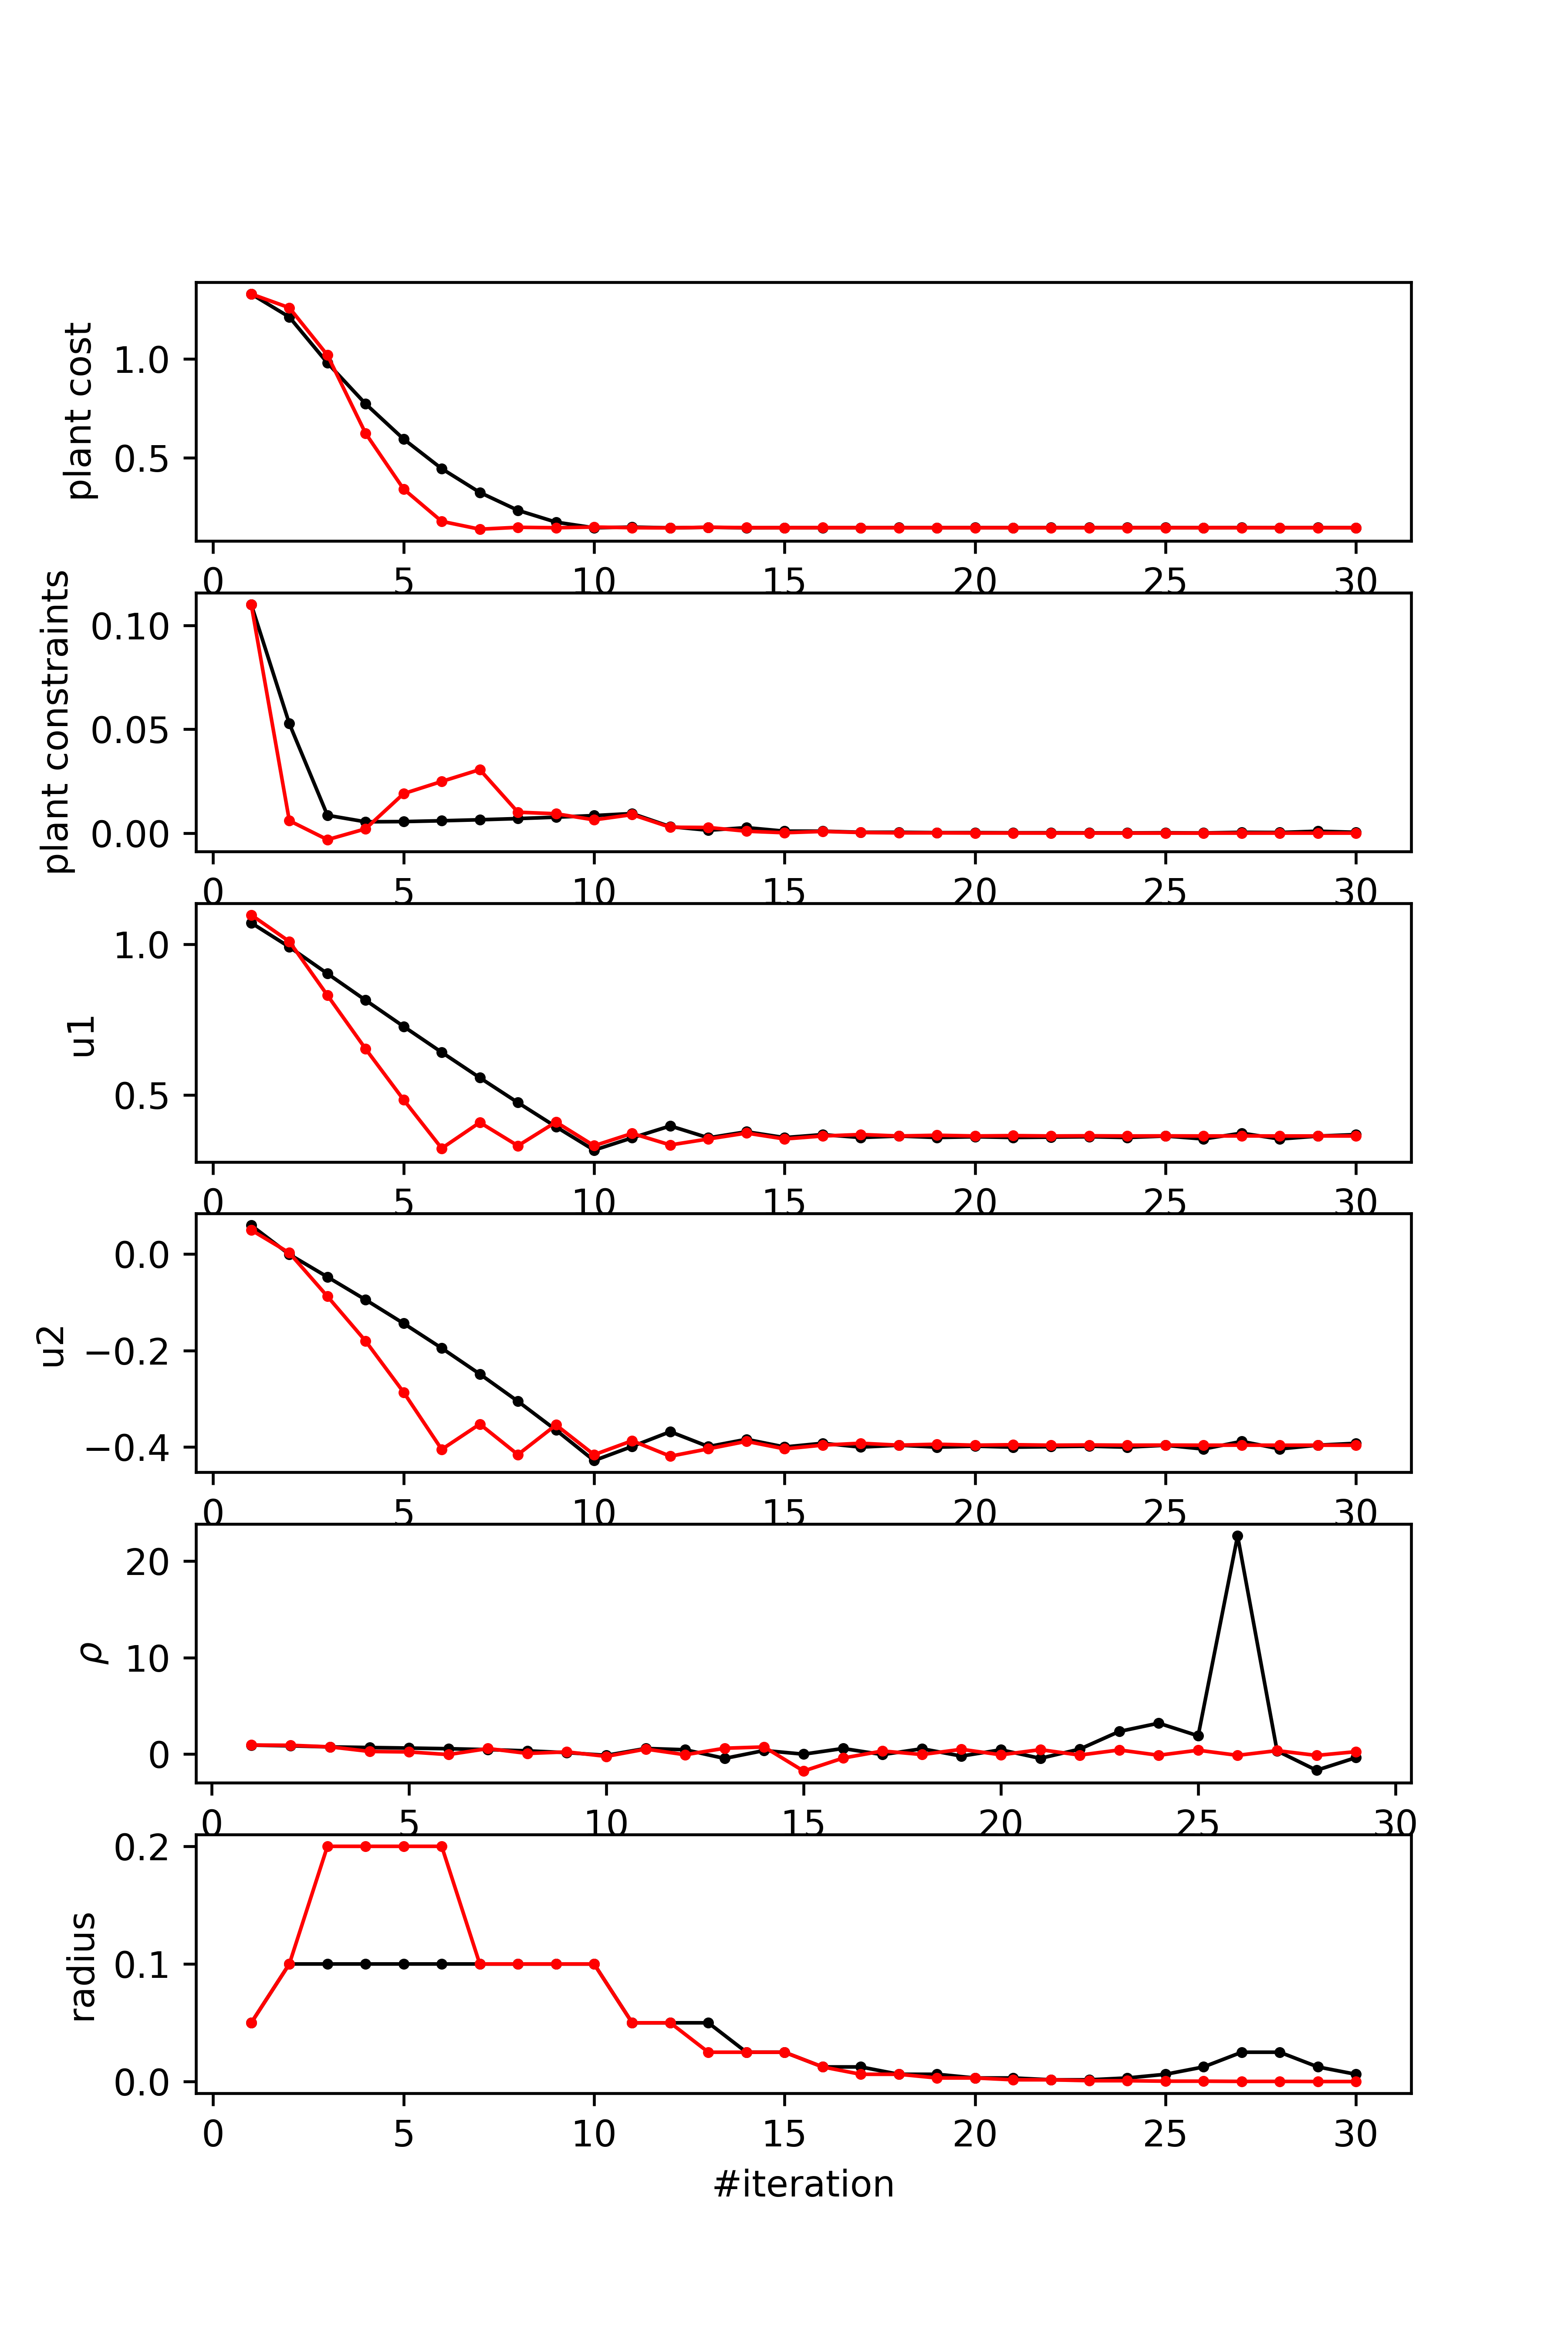 plant cost
1.0
0.5
0 5 10 15 20 25 30
plant constraints
0.10
0.05
0.00
0 5 10 15 20 25 30
u1
1.0
0.5
0 5 10 15 20 25 30
u2
0.0
−0.2
−0.4
0 5 10 15 20 25 30
ρ
20
10
0
0 5 10 15 20 25 30
radius
0.2
0.1
0.0
0 5 10 15 20 25 30
#iteration